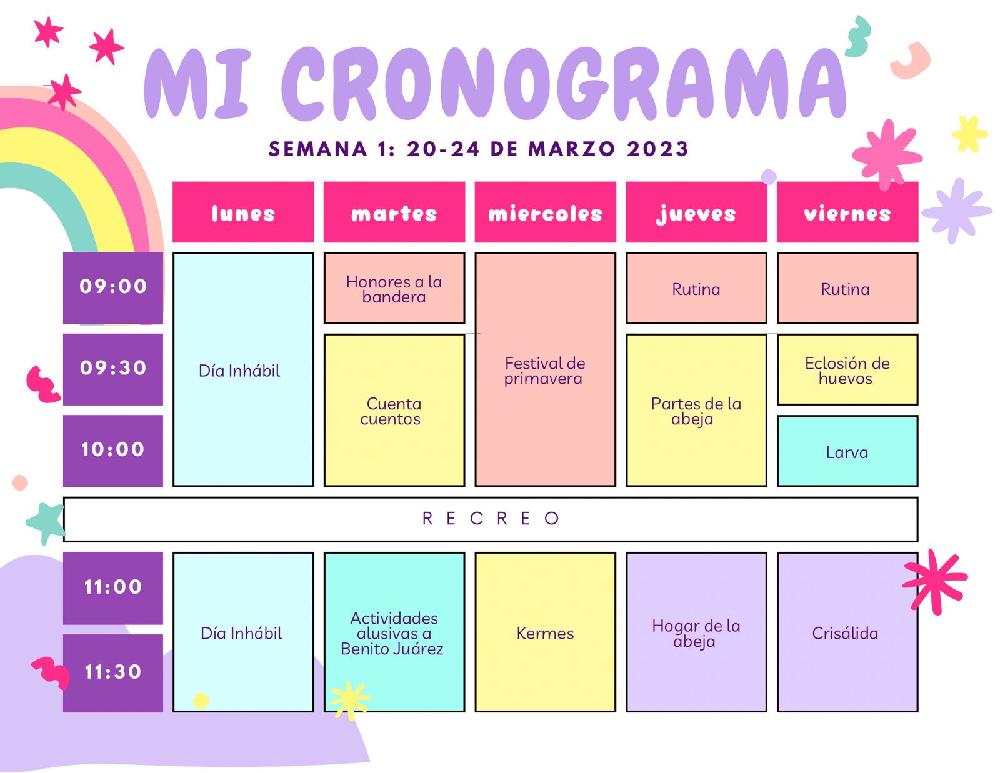 MI CRONOGRAMA
SEMANA 1: 20-24 DE MARZO 2023
lunes martes miercoles jueves viernes
09:00
Honores a la
bandera
Rutina
Rutina
09:30
Día Inhábil
Festival de
primavera
Eclosión de
huevos
Cuenta
cuentos
Partes de la
abeja
10:00
Larva
RECREO
11:00
Día Inhábil
Actividades
alusivas a
Benito Juárez
Kermes
Hogar de la
abeja
Crisálida
11:30